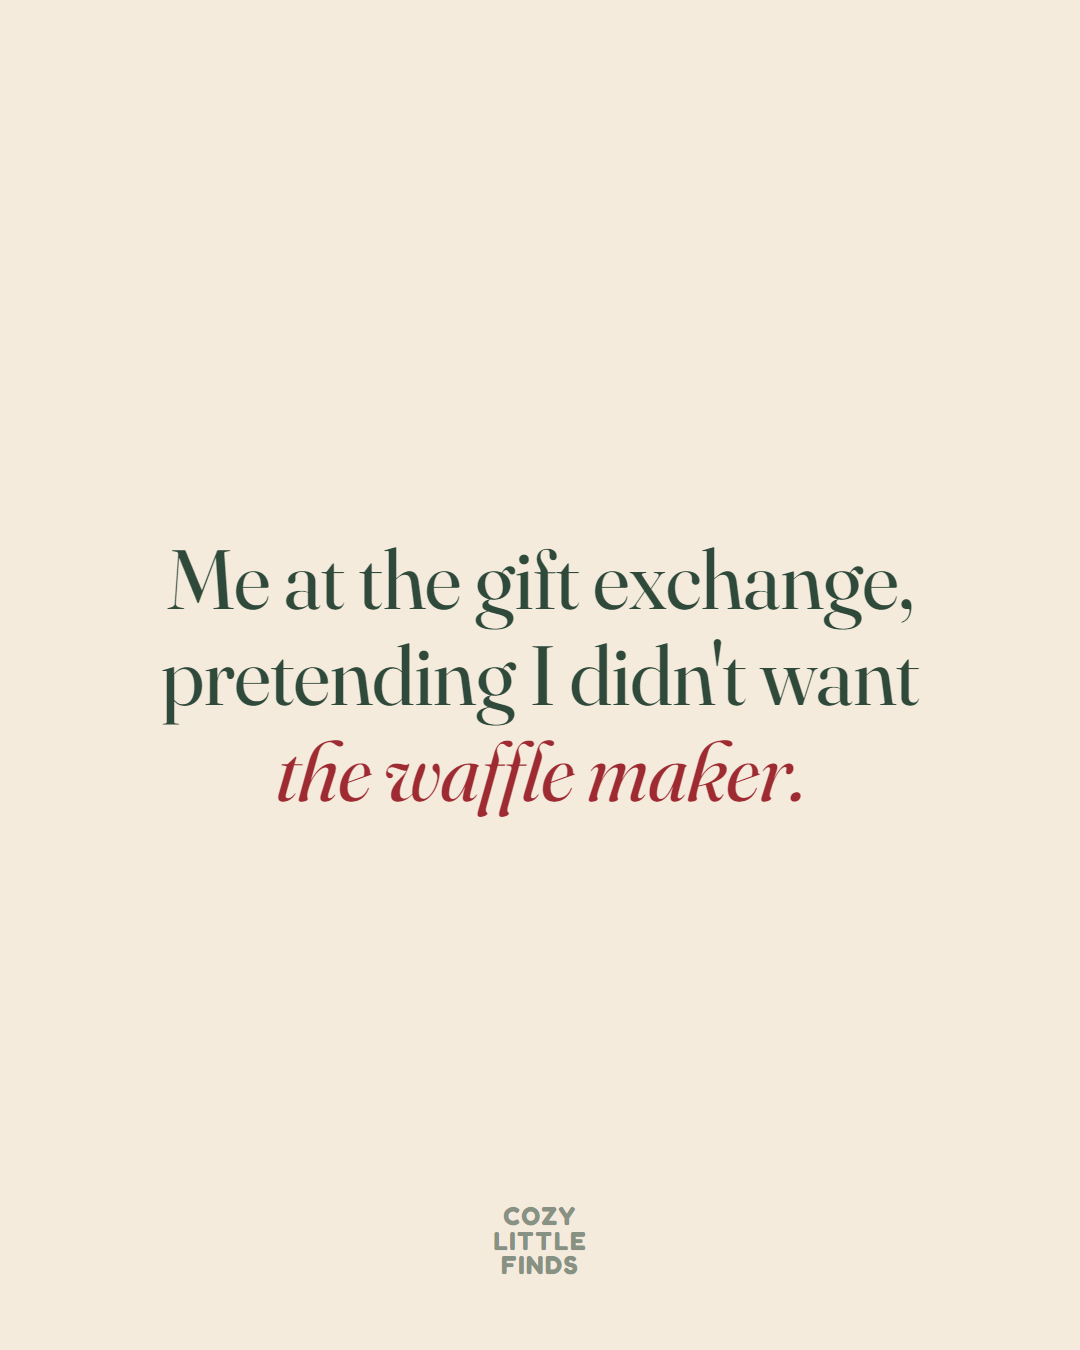 Me at the gift exchange,
pretending I didn't want
the waffle maker.
COZY
LITTLE
FINDS